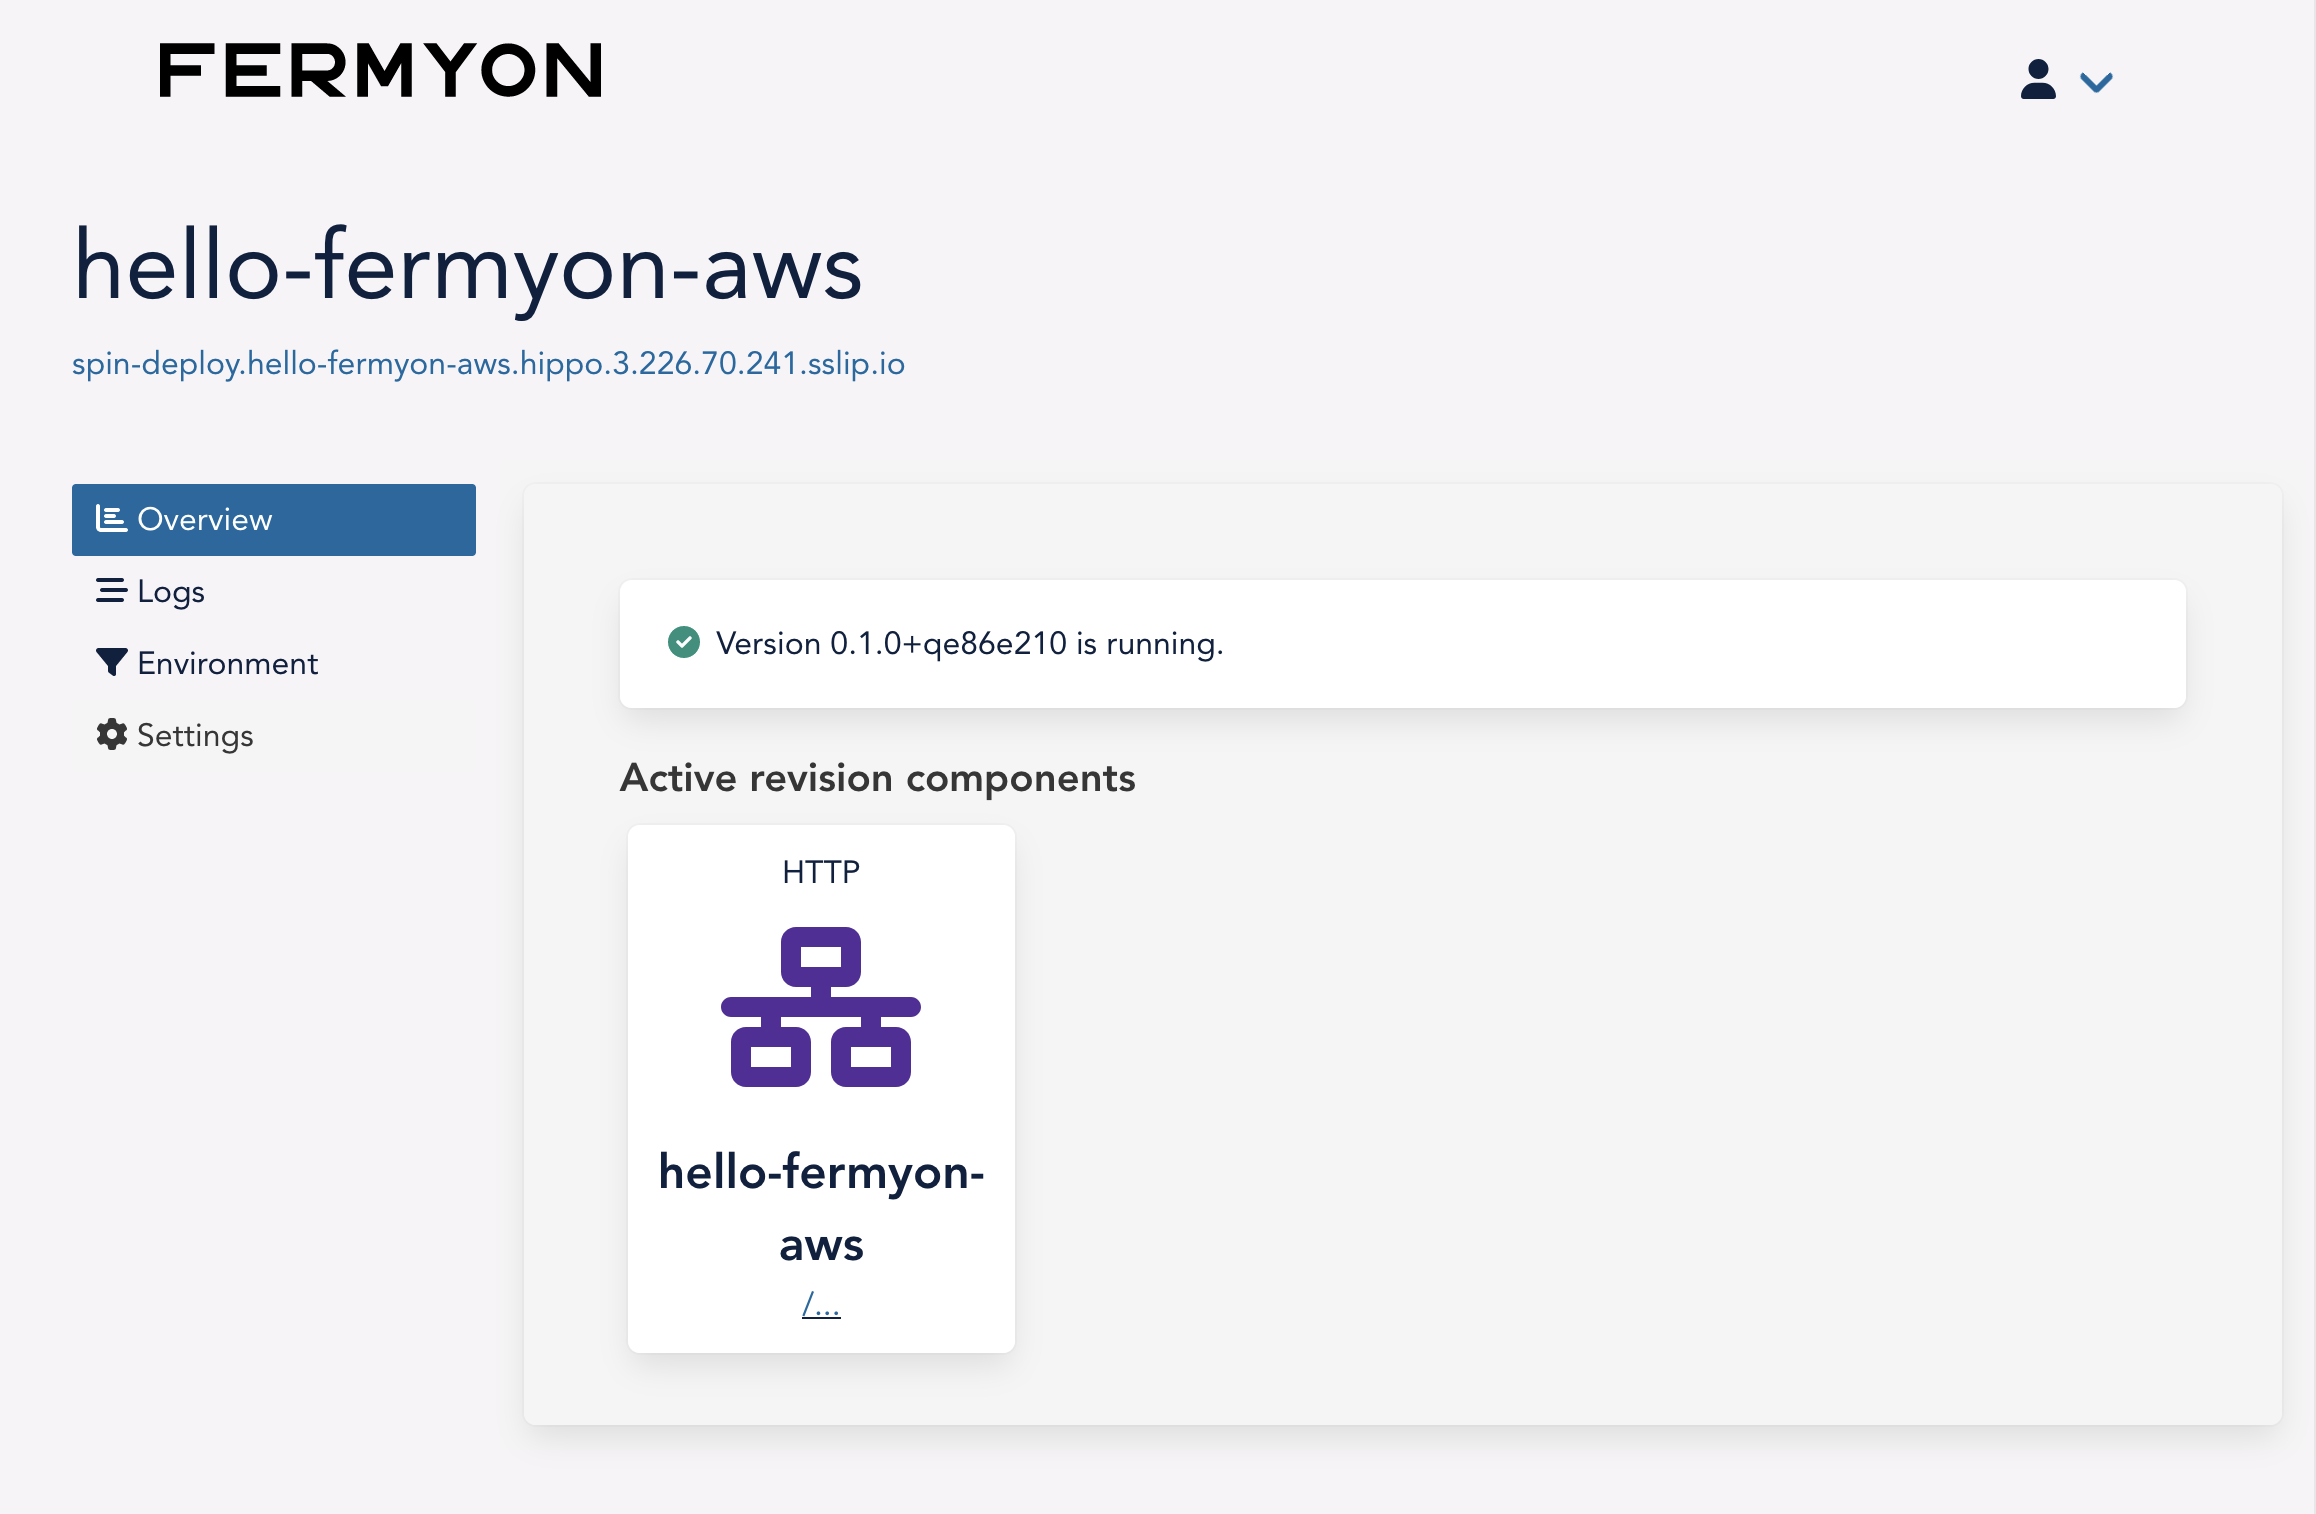 FERMYON
hello-fermyon-aws
spin-deploy.hello-fermyon-aws.hippo.3.226.70.241.sslip.io
Overview
Logs
Environment
Settings
Version 0.1.0+qe86e210 is running.
Active revision components
HTTP
hello-fermyon-
aws
/...